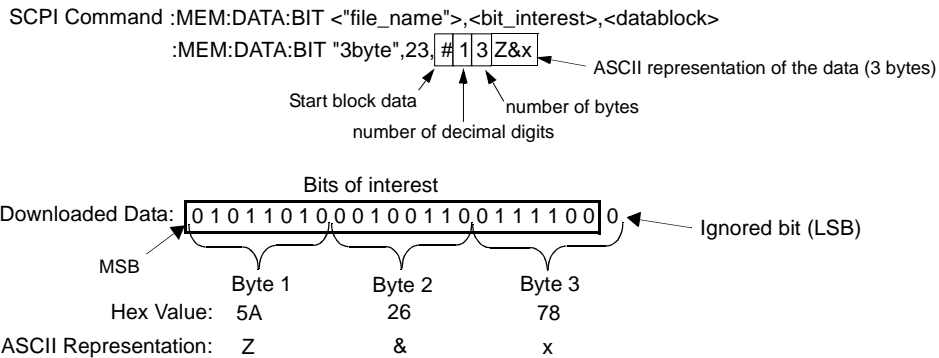 SCPI Command :MEM:DATA:BIT <"file_name">,<bit_interest>,<datablock>
:MEM:DATA:BIT "3byte",23, # 1 3 Z&x
ASCII representation of the data (3 bytes)
Start block data
number of bytes
number of decimal digits
Bits of interest
Downloaded Data: 0 1 0 1 1 0 1 0 0 0 1 0 0 1 1 0 0 1 1 1 1 0 0 0
Ignored bit (LSB)
MSB
Byte 1 Byte 2 Byte 3
Hex Value: 5A 26 78
ASCII Representation: Z & x